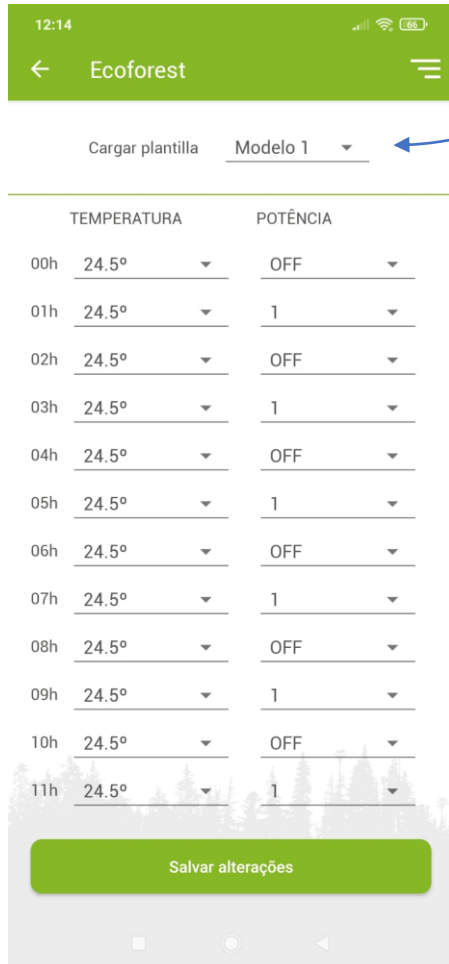 12:14
66
Ecoforest
Cargar plantilla Modelo 1
TEMPERATURA POTÊNCIA
00h 24.5º OFF
01h 24.5º 1
02h 24.5º OFF
03h 24.5º 1
04h 24.5º OFF
05h 24.5º 1
06h 24.5º OFF
07h 24.5º 1
08h 24.5º OFF
09h 24.5º 1
10h 24.5º OFF
11h 24.5º 1
Salvar alterações